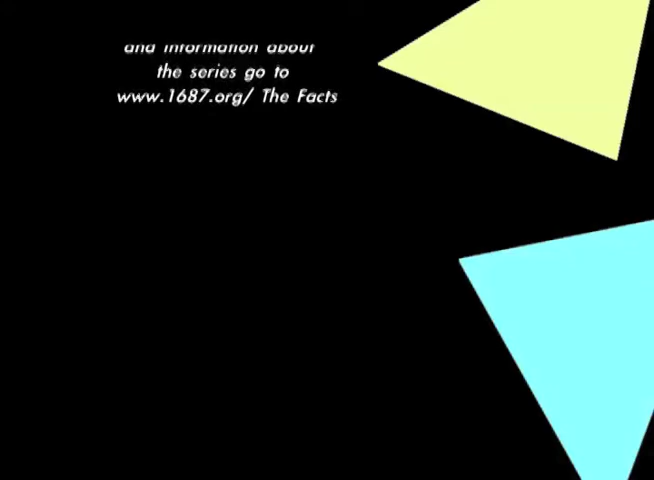 and information about
the series go to
www.1687.org/ The Facts